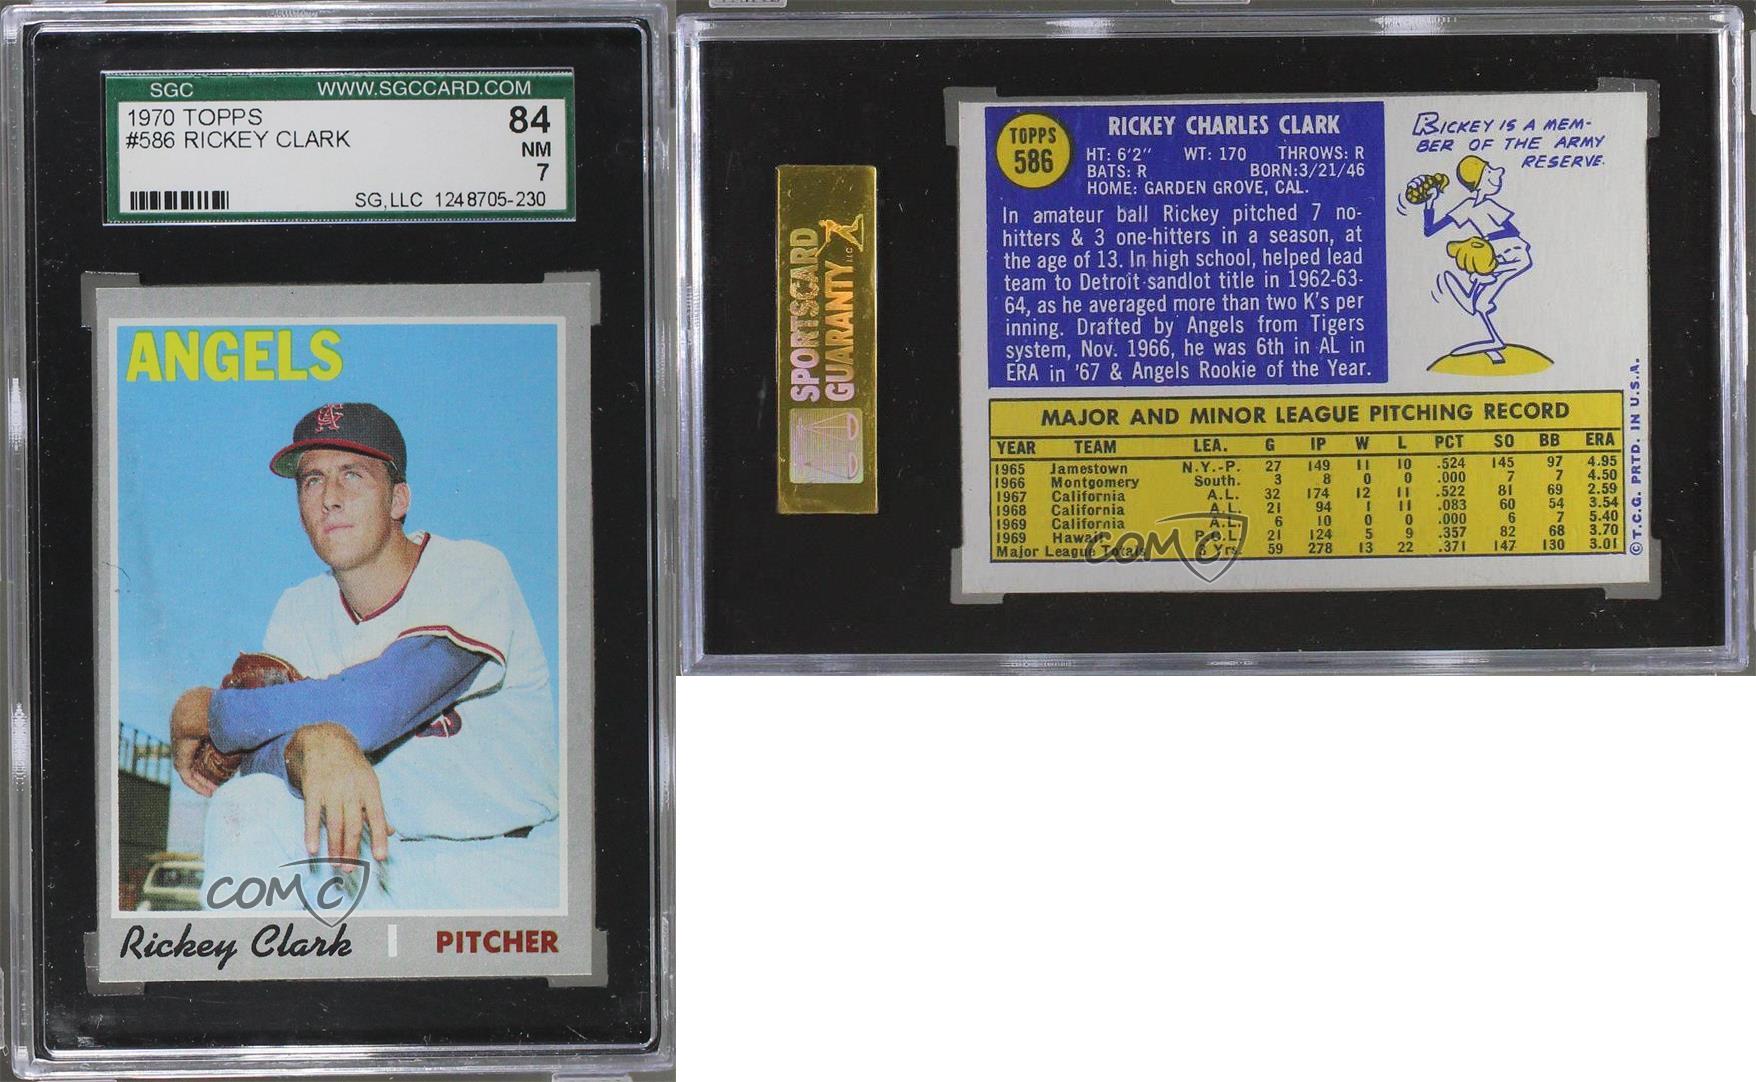 SGC WWW.SGCCARD.COM
1970 TOPPS 84
#586 RICKEY CLARK NM
7
SG, LLC 1248705-230
ANGELS
COMC
Rickey Clark PITCHER
SPORTSCARD
GUARANTY LLC
TOPPS
586
RICKEY CHARLES CLARK
HT: 6'2" WT: 170 THROWS: R
BATS: R BORN: 3/21/46
HOME: GARDEN GROVE, CAL.
In amateur ball Rickey pitched 7 no-
hitters & 3 one-hitters in a season, at
the age of 13. In high school, helped lead
team to Detroit sandlot title in 1962-63-
64, as he averaged more than two K's per
inning. Drafted by Angels from Tigers
system, Nov. 1966, he was 6th in AL in
ERA in '67 & Angels Rookie of the Year.
RICKEY IS A MEM-
BER OF THE ARMY
RESERVE.
MAJOR AND MINOR LEAGUE PITCHING RECORD
YEAR TEAM LEA. G IP W L PCT SO BB ERA
1965 Jamestown N.Y.-P. 27 149 11 10 .524 145 97 4.95
1966 Montgomery South. 3 8 0 0 .000 7 7 4.50
1967 California A.L. 32 174 12 11 .522 81 69 2.59
1968 California A.L. 21 94 1 11 .083 60 54 3.54
1969 California A.L. 6 10 0 0 .000 6 7 5.40
1969 Hawaii P.C.L. 21 124 5 9 .357 82 68 3.70
Major League Totals 3 Yrs. 59 278 13 22 .371 147 130 3.01
COMC
© T.C.G. PRTD. IN U.S.A.